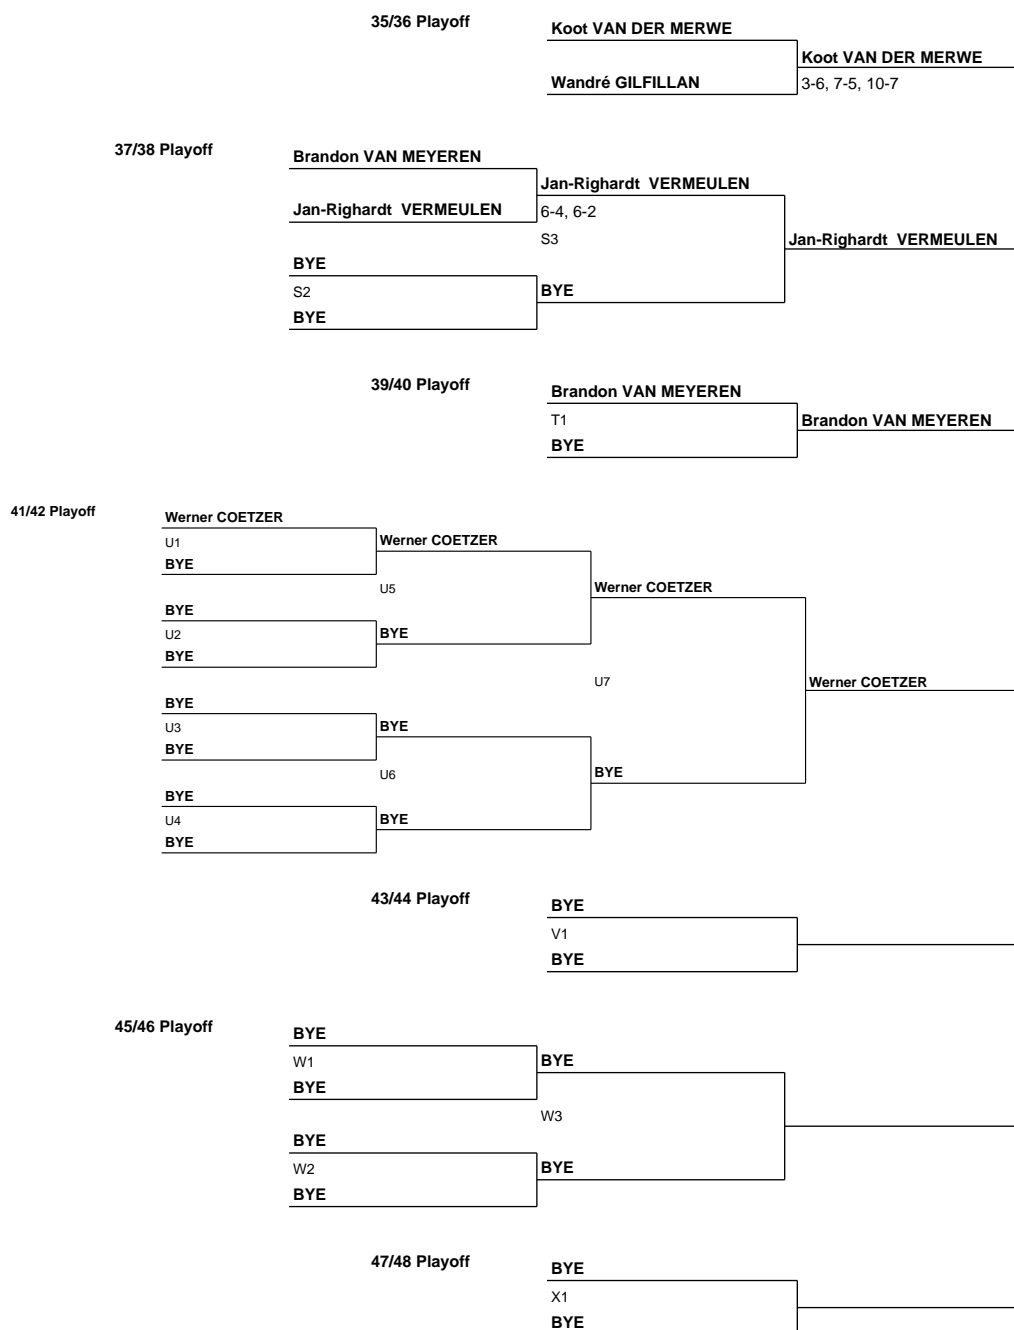 35/36 Playoff
Koot VAN DER MERWE
Koot VAN DER MERWE
Wandré GILFILLAN
3-6, 7-5, 10-7
37/38 Playoff
Brandon VAN MEYEREN
Jan-Righardt VERMEULEN
Jan-Righardt VERMEULEN
6-4, 6-2
S3
Jan-Righardt VERMEULEN
BYE
S2
BYE
BYE
39/40 Playoff
Brandon VAN MEYEREN
T1
Brandon VAN MEYEREN
BYE
41/42 Playoff
Werner COETZER
U1
Werner COETZER
BYE
U5
Werner COETZER
BYE
U2
BYE
BYE
U7
Werner COETZER
BYE
U3
BYE
BYE
U6
BYE
BYE
U4
BYE
BYE
43/44 Playoff
BYE
V1
BYE
45/46 Playoff
BYE
W1
BYE
BYE
W3
BYE
W2
BYE
BYE
47/48 Playoff
BYE
X1
BYE